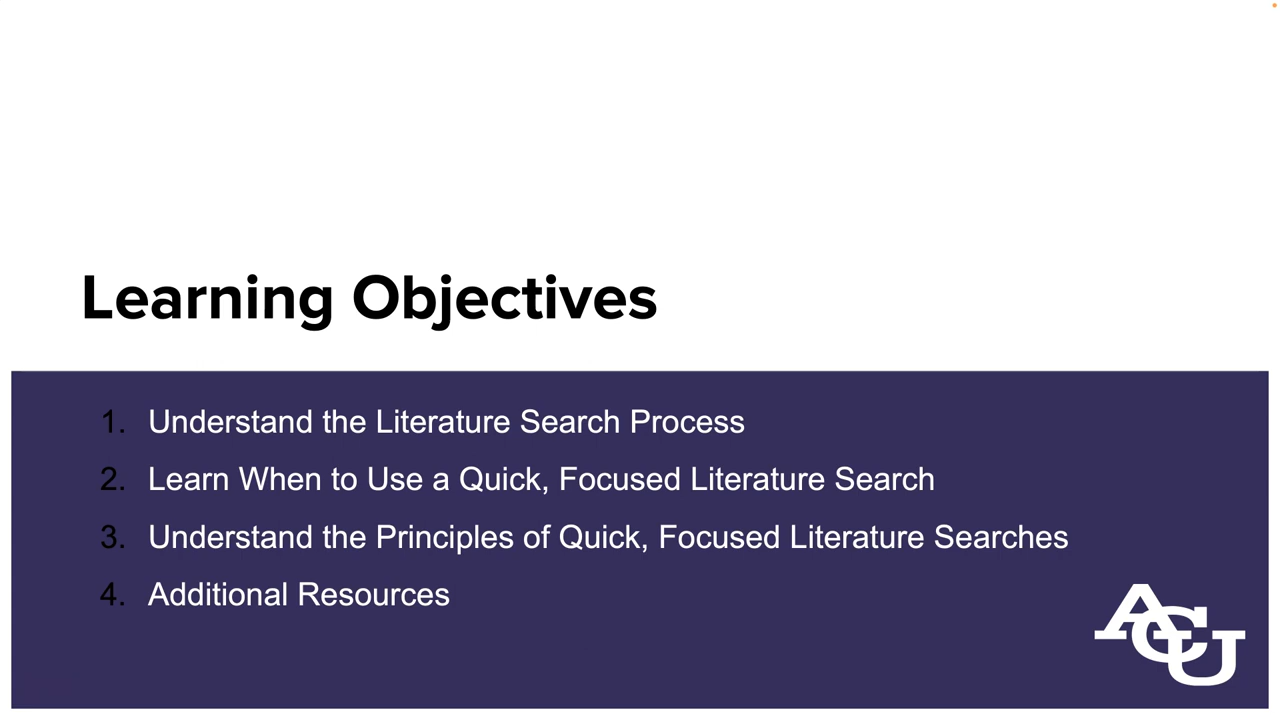 Learning Objectives
1. Understand the Literature Search Process
2. Learn When to Use a Quick, Focused Literature Search
3. Understand the Principles of Quick, Focused Literature Searches
4. Additional Resources
ACU